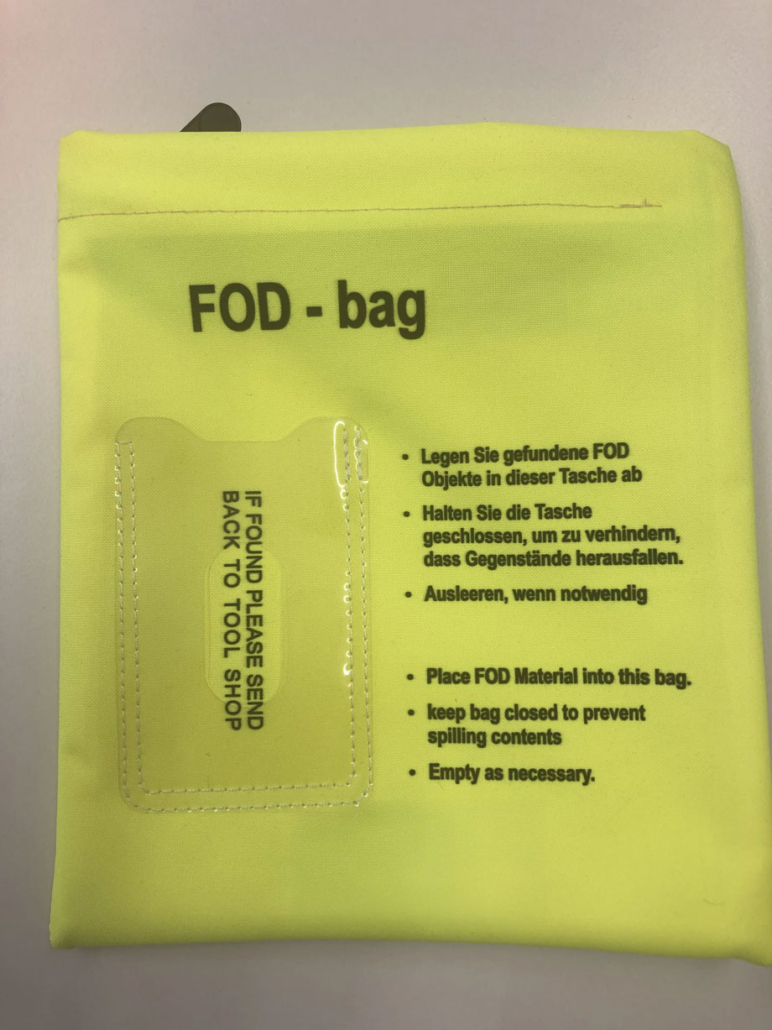 FOD - bag
IF FOUND PLEASE SEND
BACK TO TOOL SHOP
• Legen Sie gefundene FOD
Objekte in dieser Tasche ab
• Halten Sie die Tasche
geschlossen, um zu verhindern,
dass Gegenstände herausfallen.
• Ausleeren, wenn notwendig
• Place FOD Material into this bag.
• keep bag closed to prevent
spilling contents
• Empty as necessary.